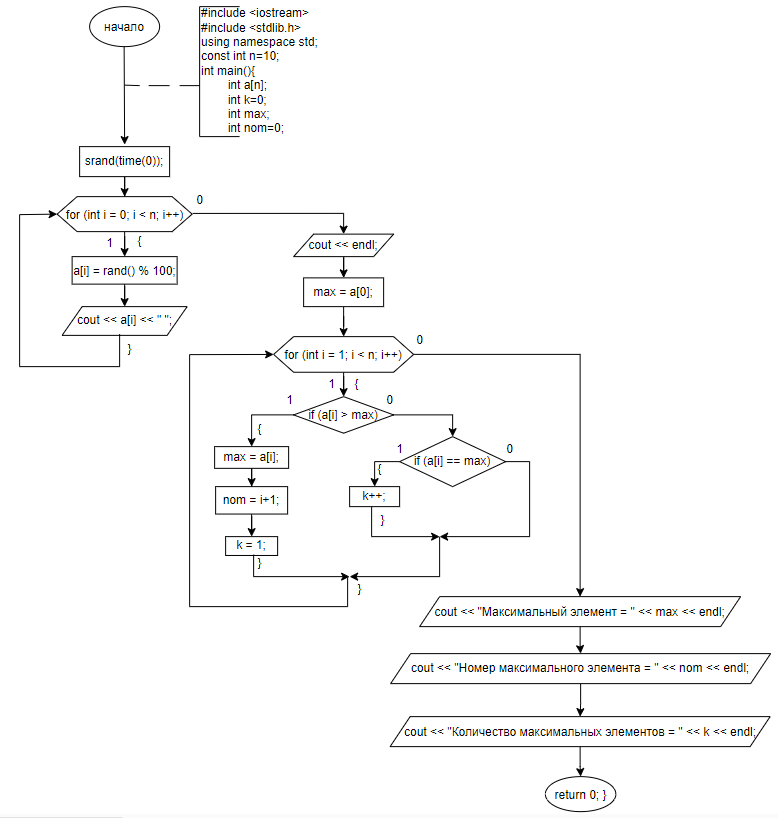 начало
#include <iostream>
#include <stdlib.h>
using namespace std;
const int n=10;
int main(){
int a[n];
int k=0;
int max;
int nom=0;
srand(time(0));
for (int i = 0; i < n; i++)
0
1 {
a[i] = rand() % 100;
cout << a[i] << " ";
}
cout << endl;
max = a[0];
for (int i = 1; i < n; i++)
0
1 {
if (a[i] > max)
1
0
{
max = a[i];
nom = i+1;
k = 1;
}
if (a[i] == max)
1
0
{
k++;
}
}
cout << "Максимальный элемент = " << max << endl;
cout << "Номер максимального элемента = " << nom << endl;
cout << "Количество максимальных элементов = " << k << endl;
return 0; }